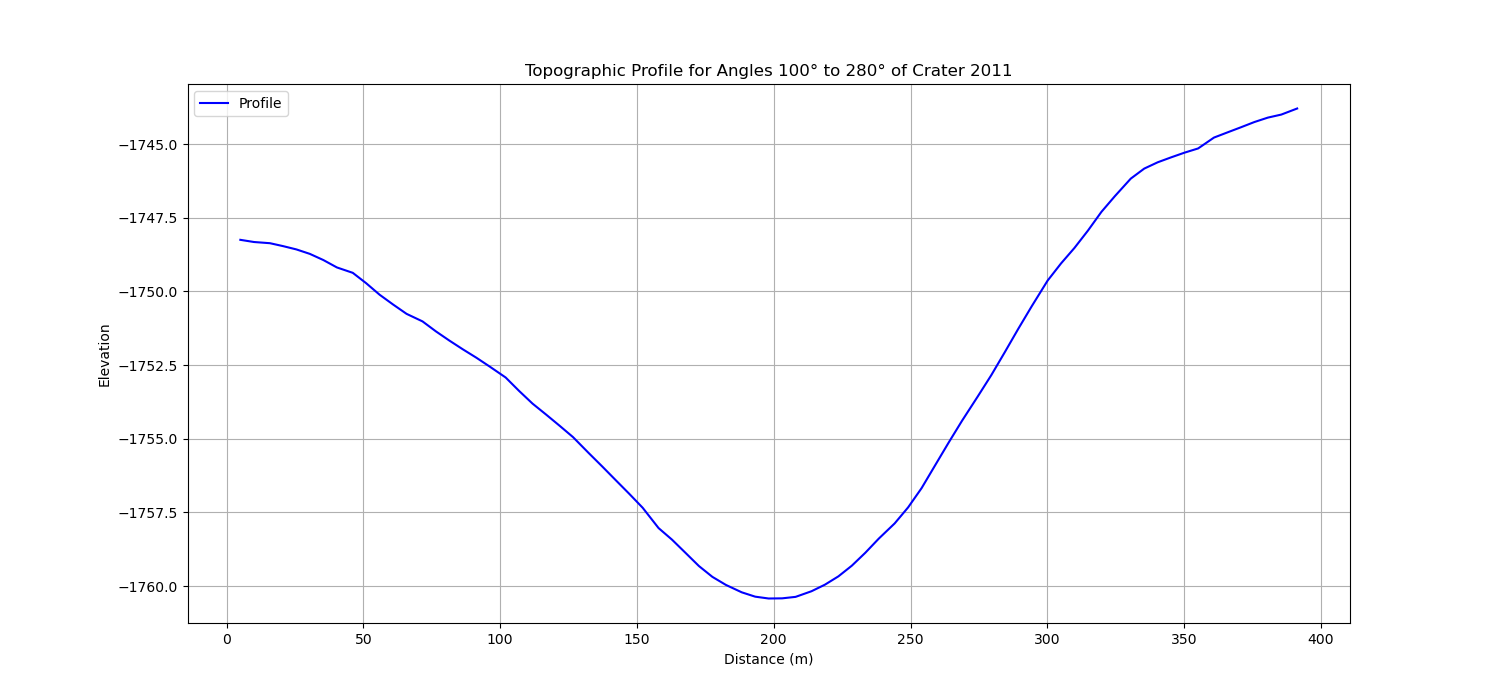 Topographic Profile for Angles 100° to 280° of Crater 2011
Profile
−1745.0
−1747.5
−1750.0
−1752.5
−1755.0
−1757.5
−1760.0
Elevation
0 50 100 150 200 250 300 350 400
Distance (m)